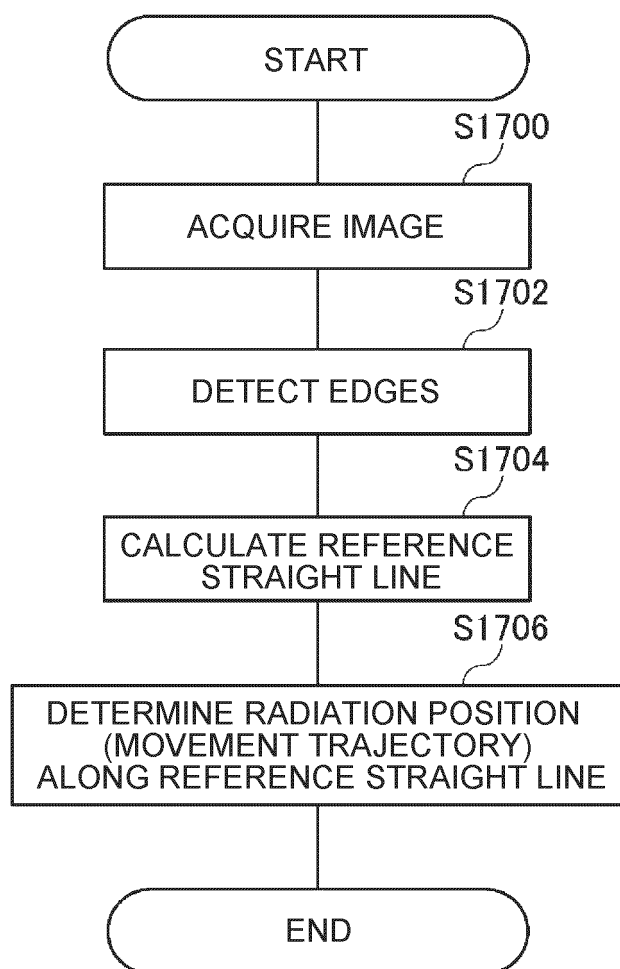 START
S1700
ACQUIRE IMAGE
S1702
DETECT EDGES
S1704
CALCULATE REFERENCE
STRAIGHT LINE
S1706
DETERMINE RADIATION POSITION
(MOVEMENT TRAJECTORY)
ALONG REFERENCE STRAIGHT LINE
END